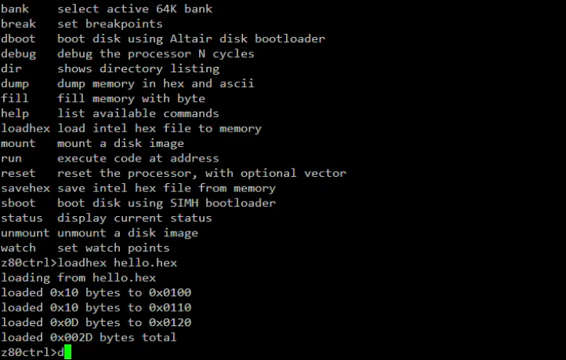 bank    select active 64K bank
break   set breakpoints
dboot   boot disk using Altair disk bootloader
debug   debug the processor N cycles
dir     shows directory listing
dump    dump memory in hex and ascii
fill    fill memory with byte
help    list available commands
loadhex load intel hex file to memory
mount   mount a disk image
run     execute code at address
reset   reset the processor, with optional vector
savehex save intel hex file from memory
sboot   boot disk using SIMH bootloader
status  display current status
unmount unmount a disk image
watch   set watch points
z80ctrl>loadhex hello.hex
loading from hello.hex
loaded 0x10 bytes to 0x0100
loaded 0x10 bytes to 0x0110
loaded 0x0D bytes to 0x0120
loaded 0x002D bytes total
z80ctrl>d